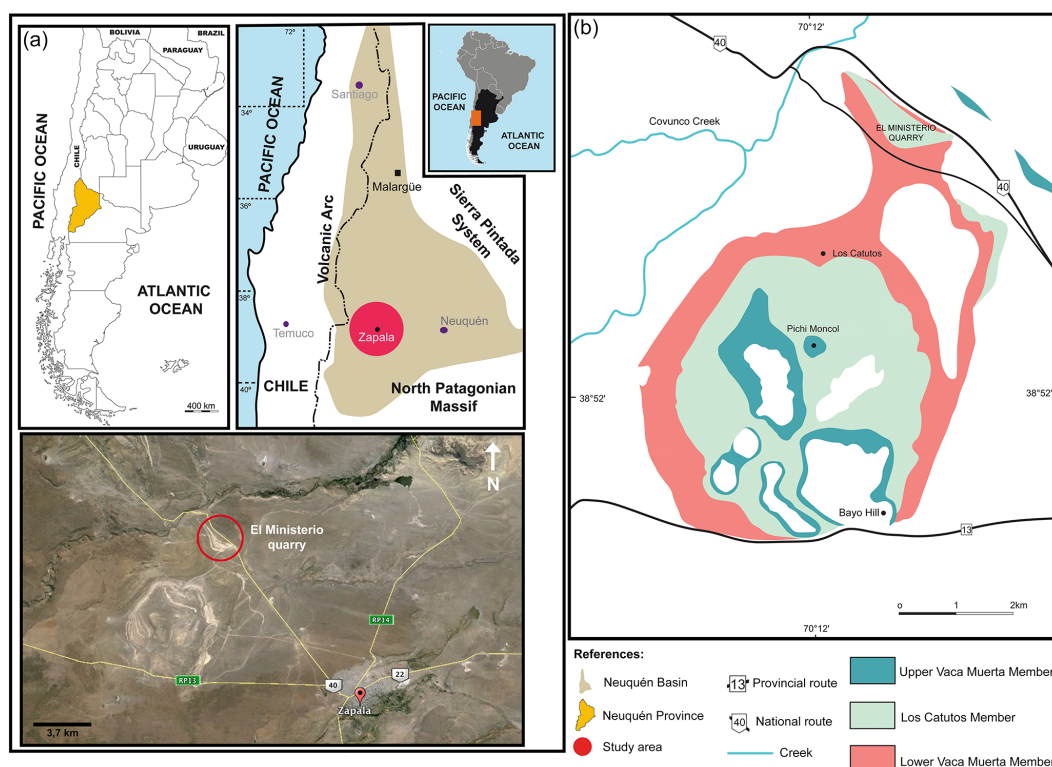 (a)
BOLIVIA
BRAZIL
PARAGUAY
CHILE
URUGUAY
PACIFIC OCEAN
ATLANTIC
OCEAN
400 km
72°
34°
36°
38°
40°
PACIFIC OCEAN
Santiago
Malargüe
Volcanic Arc
Sierra Pintada
System
Temuco
Zapala
Neuquén
CHILE
North Patagonian
Massif
PACIFIC
OCEAN
ATLANTIC
OCEAN
N
El Ministerio
quarry
RP14
RP13
40
22
Zapala
3,7 km
(b)
70°12'
40
Covunco Creek
EL MINISTERIO
QUARRY
40
Los Catutos
Pichi Moncol
38°52'
38°52'
Bayo Hill
13
o 1 2km
70°12'
References:
Neuquén Basin
Neuquén Province
Study area
13 Provincial route
40 National route
Creek
Upper Vaca Muerta Member
Los Catutos Member
Lower Vaca Muerta Member